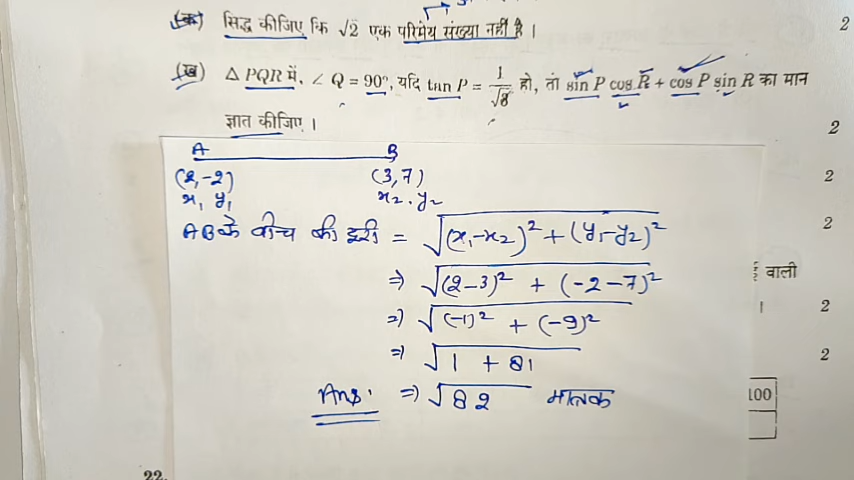 (क) सिद्ध कीजिए कि √2 एक परिमेय संख्या नहीं है । 2
(ख) Δ PQR में, ∠ Q = 90°, यदि tan P = 1/√8 हो, तो sin P cos R + cos P sin R का मान
ज्ञात कीजिए । 2
A B
(2,-2) (3,7) 2
x₁ y₁ x₂, y₂
AB के बीच की दूरी = √(x₁-x₂)² + (y₁-y₂)² 2
⇒ √(2-3)² + (-2-7)² वाली
⇒ √(-1)² + (-9)² । 2
⇒ √1 + 81 2
Ans. ⇒ √82 मात्रक 100
22.